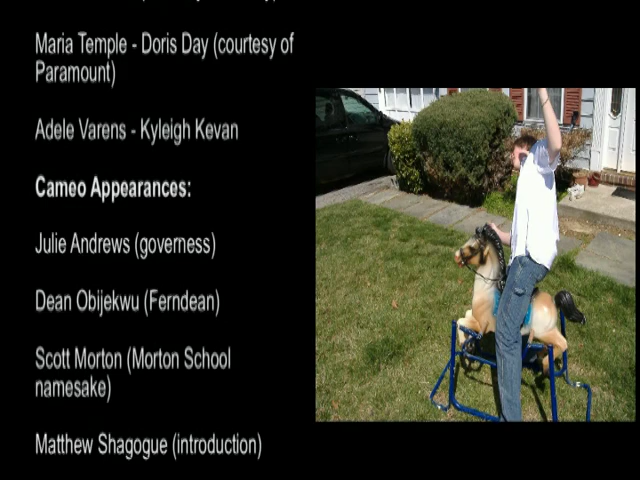 Maria Temple - Doris Day (courtesy of
Paramount)
Adele Varens - Kyleigh Kevan
Cameo Appearances:
Julie Andrews (governess)
Dean Obijekwu (Ferndean)
Scott Morton (Morton School
namesake)
Matthew Shagogue (introduction)